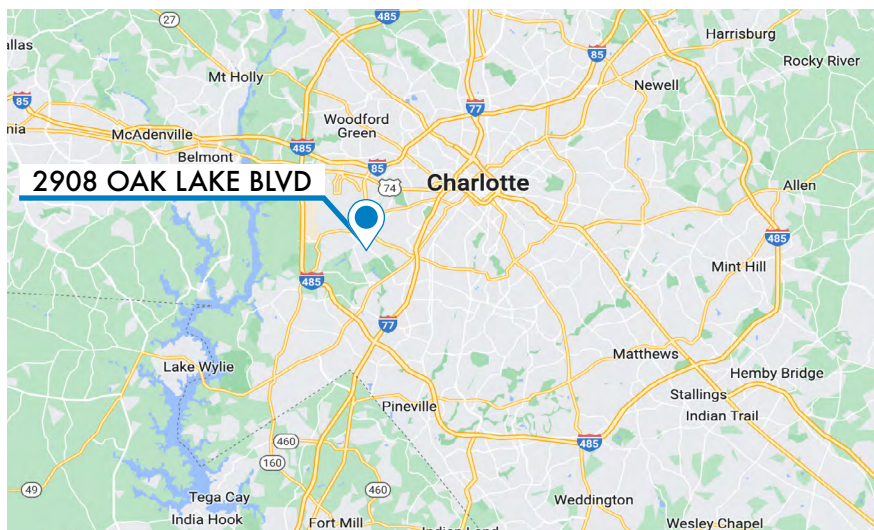 27
485
Harrisburg
allas
85
Rocky River
Mt Holly
Newell
85
77
Woodford
Green
nia
McAdenville
485
Belmont
85
74
Charlotte
Allen
2908 OAK LAKE BLVD
485
Mint Hill
485
77
Matthews
Lake Wylie
Hemby Bridge
Stallings
Pineville
Indian Trail
460
485
160
49
460
Tega Cay
Weddington
India Hook
Fort Mill
Wesley Chapel